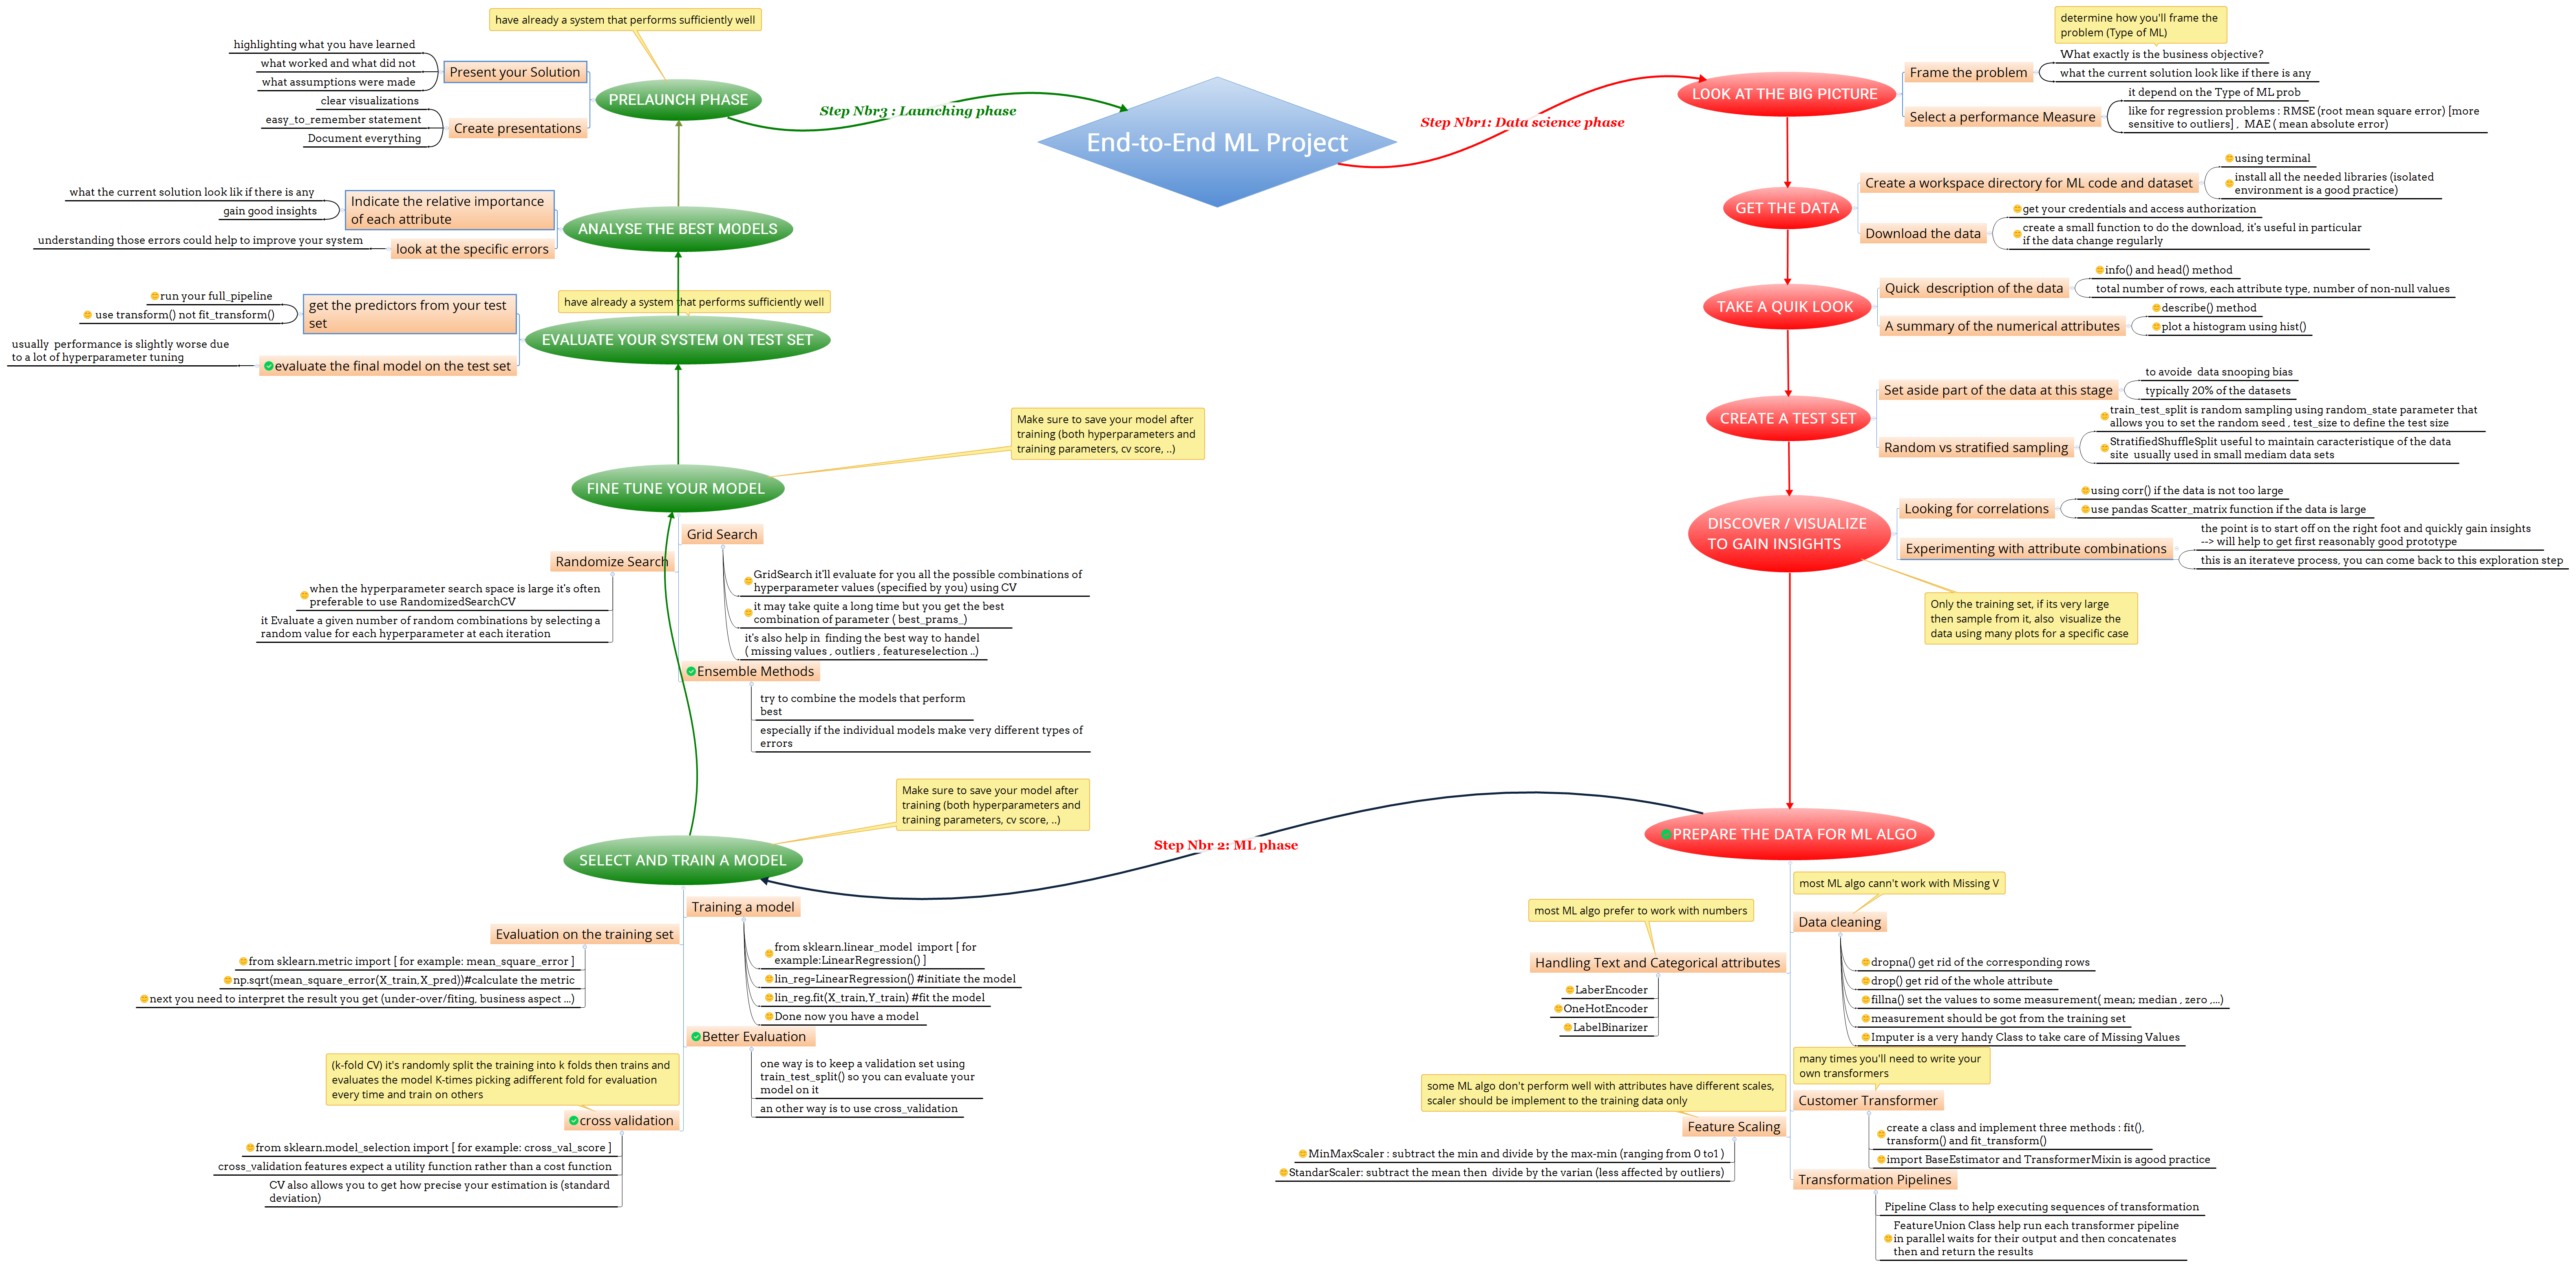 End-to-End ML Project
Step Nbr1: Data science phase
LOOK AT THE BIG PICTURE
determine how you'll frame the
problem (Type of ML)
Frame the problem
What exactly is the business objective?
what the current solution look like if there is any
Select a performance Measure
it depend on the Type of ML prob
like for regression problems : RMSE (root mean square error) [more
sensitive to outliers] , MAE ( mean absolute error)
GET THE DATA
Create a workspace directory for ML code and dataset
using terminal
install all the needed libraries (isolated
environment is a good practice)
Download the data
get your credentials and access authorization
create a small function to do the download, it's useful in particular
if the data change regularly
TAKE A QUIK LOOK
Quick description of the data
info() and head() method
total number of rows, each attribute type, number of non-null values
A summary of the numerical attributes
describe() method
plot a histogram using hist()
CREATE A TEST SET
Set aside part of the data at this stage
to avoide data snooping bias
typically 20% of the datasets
Random vs stratified sampling
train_test_split is random sampling using random_state parameter that
allows you to set the random seed , test_size to define the test size
StratifiedShuffleSplit useful to maintain caracteristique of the data
site usually used in small mediam data sets
DISCOVER / VISUALIZE
TO GAIN INSIGHTS
Looking for correlations
using corr() if the data is not too large
use pandas Scatter_matrix function if the data is large
Experimenting with attribute combinations
the point is to start off on the right foot and quickly gain insights
--> will help to get first reasonably good prototype
this is an iterateve process, you can come back to this exploration step
Only the training set, if its very large
then sample from it, also visualize the
data using many plots for a specific case
PREPARE THE DATA FOR ML ALGO
most ML algo cann't work with Missing V
Data cleaning
dropna() get rid of the corresponding rows
drop() get rid of the whole attribute
fillna() set the values to some measurement( mean; median , zero ,...)
measurement should be got from the training set
Imputer is a very handy Class to take care of Missing Values
most ML algo prefer to work with numbers
Handling Text and Categorical attributes
LaberEncoder
OneHotEncoder
LabelBinarizer
many times you'll need to write your
own transformers
Customer Transformer
create a class and implement three methods : fit(),
transform() and fit_transform()
import BaseEstimator and TransformerMixin is agood practice
some ML algo don't perform well with attributes have different scales,
scaler should be implement to the training data only
Feature Scaling
MinMaxScaler : subtract the min and divide by the max-min (ranging from 0 to1 )
StandarScaler: subtract the mean then divide by the varian (less affected by outliers)
Transformation Pipelines
Pipeline Class to help executing sequences of transformation
FeatureUnion Class help run each transformer pipeline
in parallel waits for their output and then concatenates
then and return the results
Step Nbr 2: ML phase
SELECT AND TRAIN A MODEL
Make sure to save your model after
training (both hyperparameters and
training parameters, cv score, ..)
Training a model
from sklearn.linear_model import [ for
example:LinearRegression() ]
lin_reg=LinearRegression() #initiate the model
lin_reg.fit(X_train,Y_train) #fit the model
Done now you have a model
Evaluation on the training set
from sklearn.metric import [ for example: mean_square_error ]
np.sqrt(mean_square_error(X_train,X_pred))#calculate the metric
next you need to interpret the result you get (under-over/fiting, business aspect ...)
Better Evaluation
one way is to keep a validation set using
train_test_split() so you can evaluate your
model on it
an other way is to use cross_validation
(k-fold CV) it's randomly split the training into k folds then trains and
evaluates the model K-times picking adifferent fold for evaluation
every time and train on others
cross validation
from sklearn.model_selection import [ for example: cross_val_score ]
cross_validation features expect a utility function rather than a cost function
CV also allows you to get how precise your estimation is (standard
deviation)
FINE TUNE YOUR MODEL
Make sure to save your model after
training (both hyperparameters and
training parameters, cv score, ..)
Grid Search
GridSearch it'll evaluate for you all the possible combinations of
hyperparameter values (specified by you) using CV
it may take quite a long time but you get the best
combination of parameter ( best_prams_)
it's also help in finding the best way to handel
( missing values , outliers , featureselection ..)
Randomize Search
when the hyperparameter search space is large it's often
preferable to use RandomizedSearchCV
it Evaluate a given number of random combinations by selecting a
random value for each hyperparameter at each iteration
Ensemble Methods
try to combine the models that perform
best
especially if the individual models make very different types of
errors
EVALUATE YOUR SYSTEM ON TEST SET
have already a system that performs sufficiently well
get the predictors from your test
set
run your full_pipeline
use transform() not fit_transform()
evaluate the final model on the test set
usually performance is slightly worse due
to a lot of hyperparameter tuning
ANALYSE THE BEST MODELS
Indicate the relative importance
of each attribute
what the current solution look lik if there is any
gain good insights
look at the specific errors
understanding those errors could help to improve your system
PRELAUNCH PHASE
have already a system that performs sufficiently well
Present your Solution
highlighting what you have learned
what worked and what did not
what assumptions were made
Create presentations
clear visualizations
easy_to_remember statement
Document everything
Step Nbr3 : Launching phase